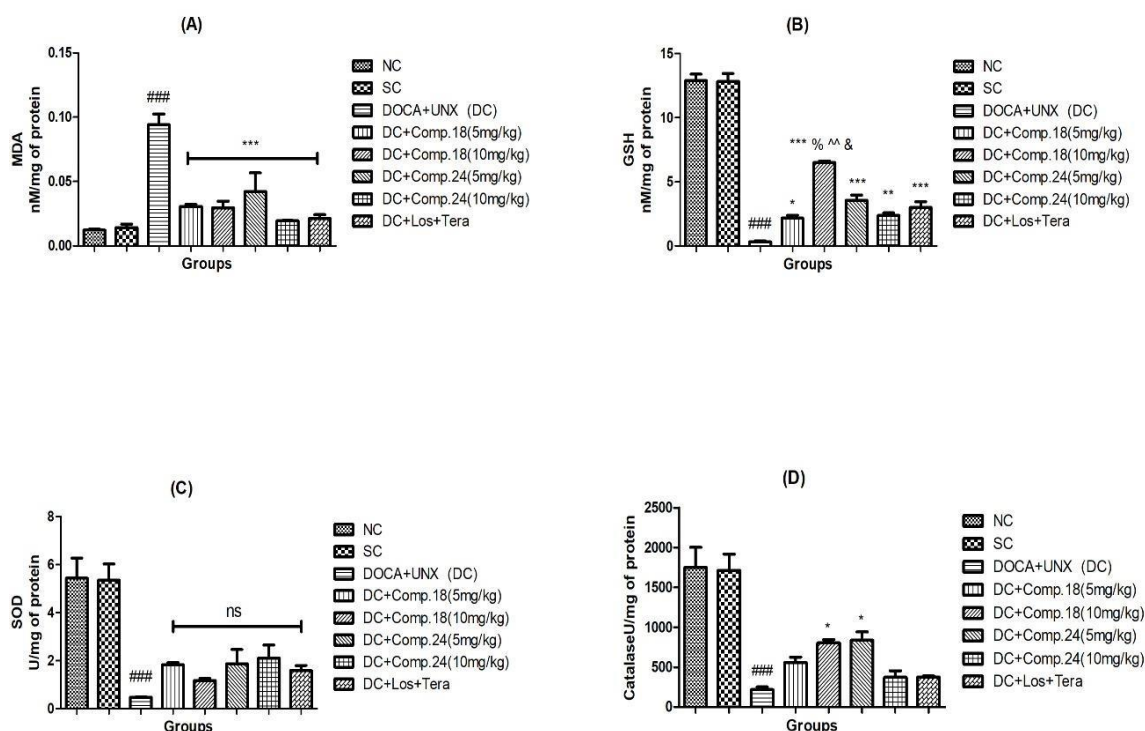 (A)
0.15
0.10
0.05
0.00
MDA
nM/mg of protein
###
***
Groups
NC
SC
DOCA+UNX (DC)
DC+Comp.18(5mg/kg)
DC+Comp.18(10mg/kg)
DC+Comp.24(5mg/kg)
DC+Comp.24(10mg/kg)
DC+Los+Tera
(B)
15
10
5
0
GSH
nM/mg of protein
###
*
*** % ^^ &
***
**
***
Groups
NC
SC
DOCA+UNX (DC)
DC+Comp.18(5mg/kg)
DC+Comp.18(10mg/kg)
DC+Comp.24(5mg/kg)
DC+Comp.24(10mg/kg)
DC+Los+Tera
(C)
8
6
4
2
0
SOD
U/mg of protein
###
ns
Groups
NC
SC
DOCA+UNX (DC)
DC+Comp.18(5mg/kg)
DC+Comp.18(10mg/kg)
DC+Comp.24(5mg/kg)
DC+Comp.24(10mg/kg)
DC+Los+Tera
(D)
2500
2000
1500
1000
500
0
CatalaseU/mg of protein
###
*
*
Groups
NC
SC
DOCA+UNX (DC)
DC+Comp.18(5mg/kg)
DC+Comp.18(10mg/kg)
DC+Comp.24(5mg/kg)
DC+Comp.24(10mg/kg)
DC+Los+Tera